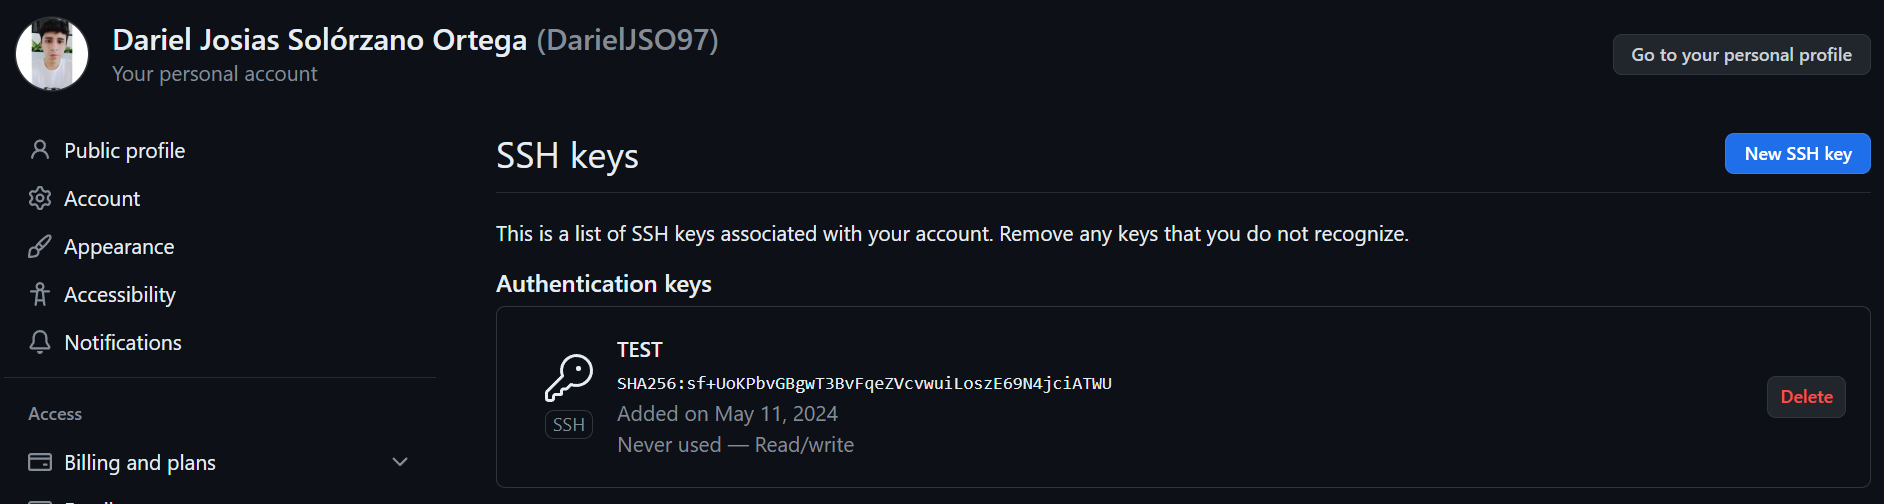 Dariel Josias Solórzano Ortega (DarielJSO97)
Your personal account
Go to your personal profile
Public profile
Account
Appearance
Accessibility
Notifications
Access
Billing and plans
SSH keys
New SSH key
This is a list of SSH keys associated with your account. Remove any keys that you do not recognize.
Authentication keys
TEST
SHA256:sf+UoKPbvGBgwT3BvFqeZVcvwuiLoszE69N4jciATWU
Added on May 11, 2024
Never used — Read/write
SSH
Delete